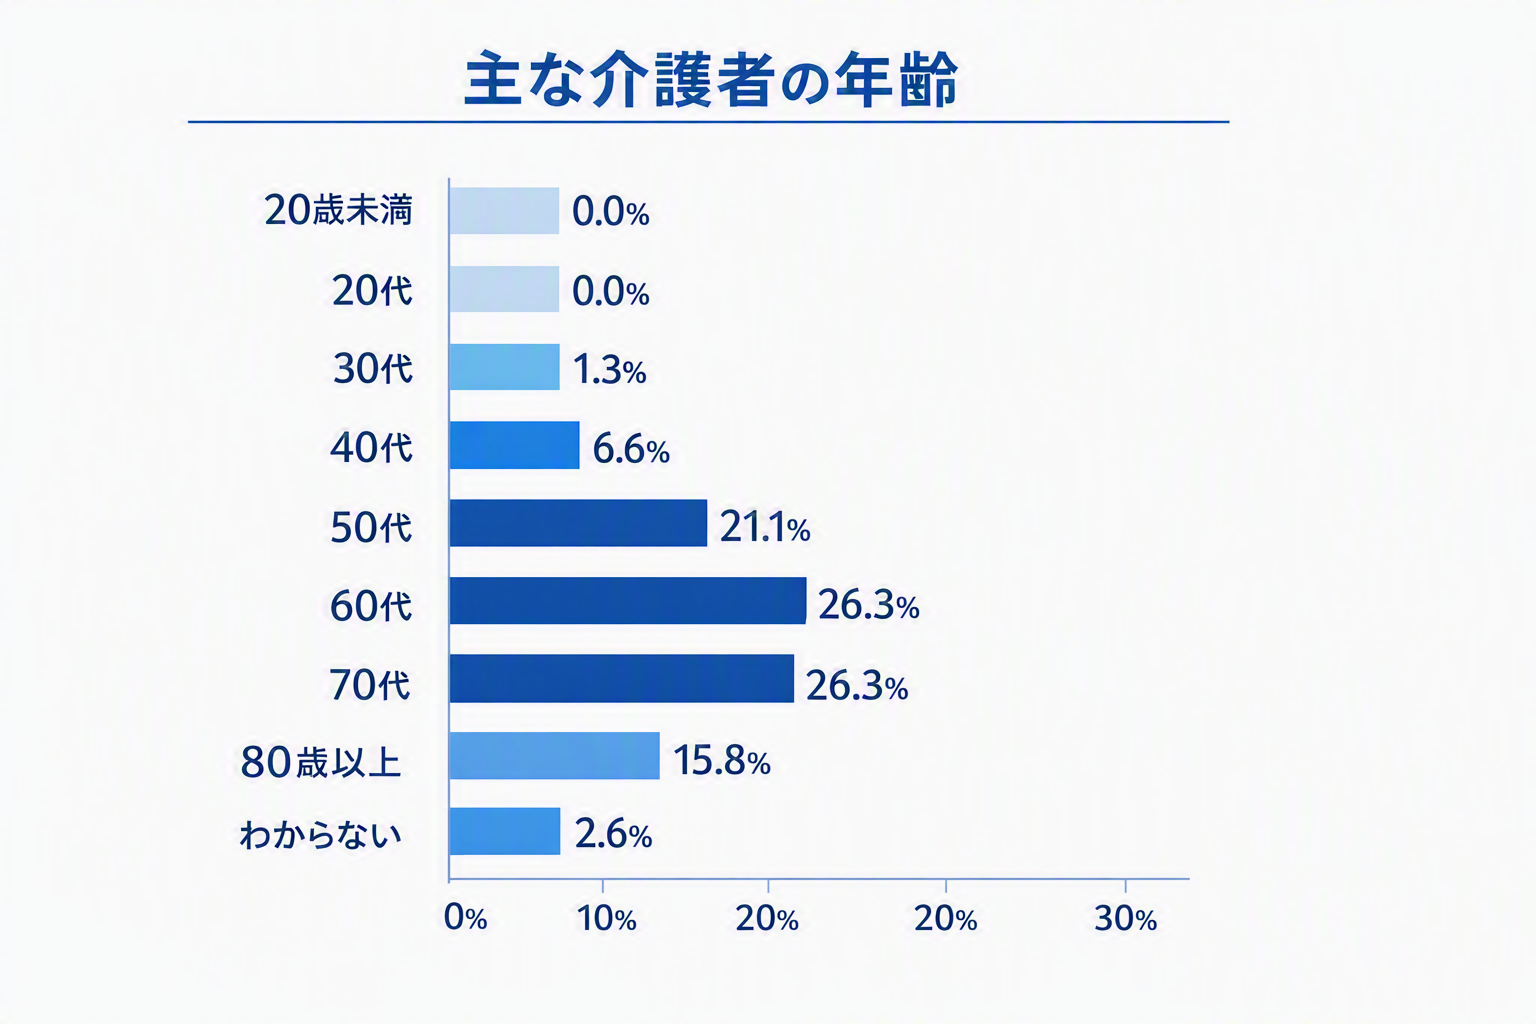 主な介護者の年齢
20歳未満 0.0%
20代 0.0%
30代 1.3%
40代 6.6%
50代 21.1%
60代 26.3%
70代 26.3%
80歳以上 15.8%
わからない 2.6%
0% 10% 20% 20% 30%